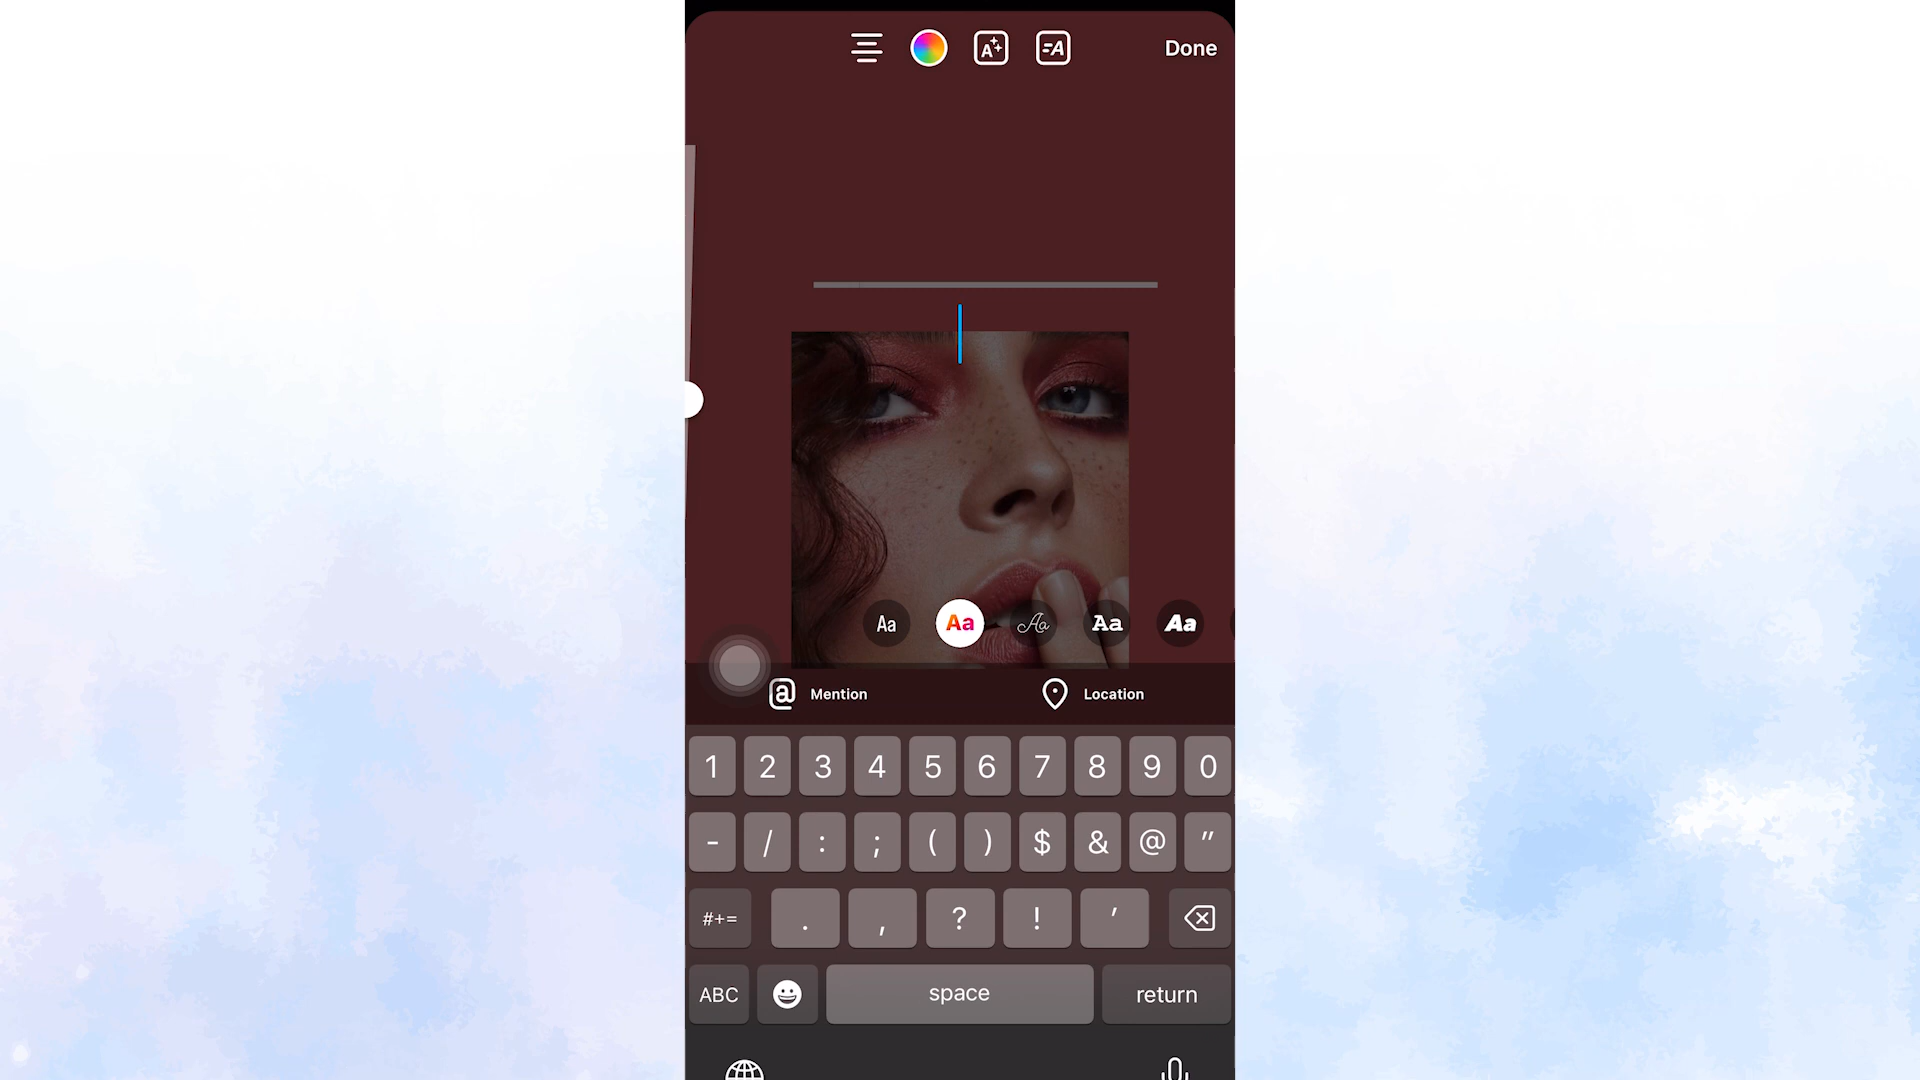 Done
Aa Aa Aa Aa Aa
Mention Location
1 2 3 4 5 6 7 8 9 0
- / : ; ( ) $ & @ "
#+= . , ? ! '
ABC space return